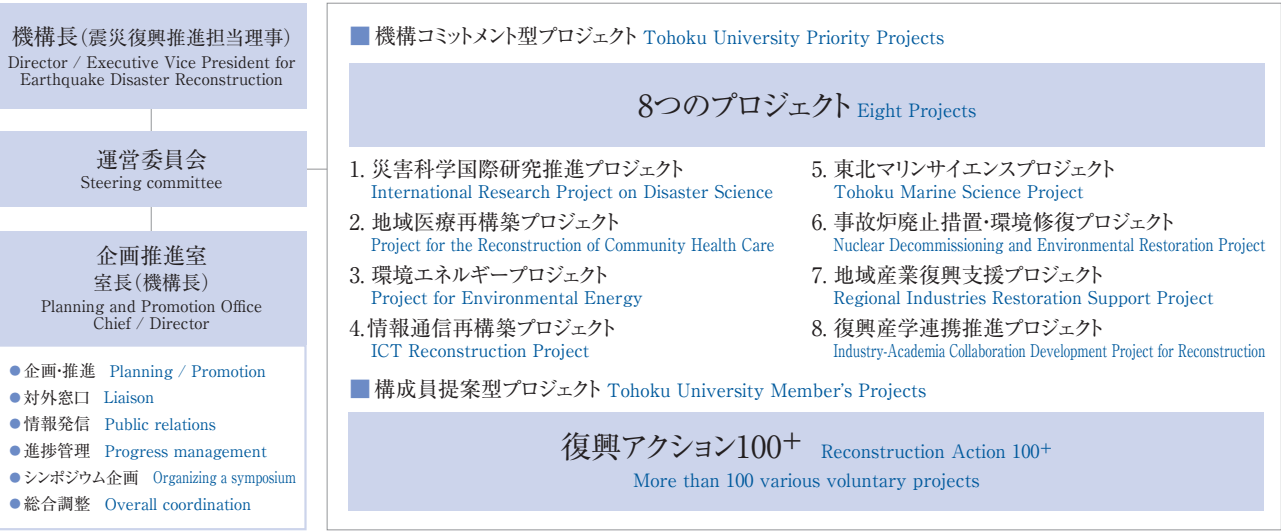 機構長(震災復興推進担当理事)
Director / Executive Vice President for
Earthquake Disaster Reconstruction
運営委員会
Steering committee
企画推進室
室長(機構長)
Planning and Promotion Office
Chief / Director
●企画・推進 Planning / Promotion
●対外窓口 Liaison
●情報発信 Public relations
●進捗管理 Progress management
●シンポジウム企画 Organizing a symposium
●総合調整 Overall coordination
■機構コミットメント型プロジェクト Tohoku University Priority Projects
8つのプロジェクト Eight Projects
1. 災害科学国際研究推進プロジェクト
International Research Project on Disaster Science
2. 地域医療再構築プロジェクト
Project for the Reconstruction of Community Health Care
3. 環境エネルギープロジェクト
Project for Environmental Energy
4.情報通信再構築プロジェクト
ICT Reconstruction Project
5. 東北マリンサイエンスプロジェクト
Tohoku Marine Science Project
6. 事故炉廃止措置・環境修復プロジェクト
Nuclear Decommissioning and Environmental Restoration Project
7. 地域産業復興支援プロジェクト
Regional Industries Restoration Support Project
8. 復興産学連携推進プロジェクト
Industry-Academia Collaboration Development Project for Reconstruction
■構成員提案型プロジェクト Tohoku University Member's Projects
復興アクション100+ Reconstruction Action 100+
More than 100 various voluntary projects